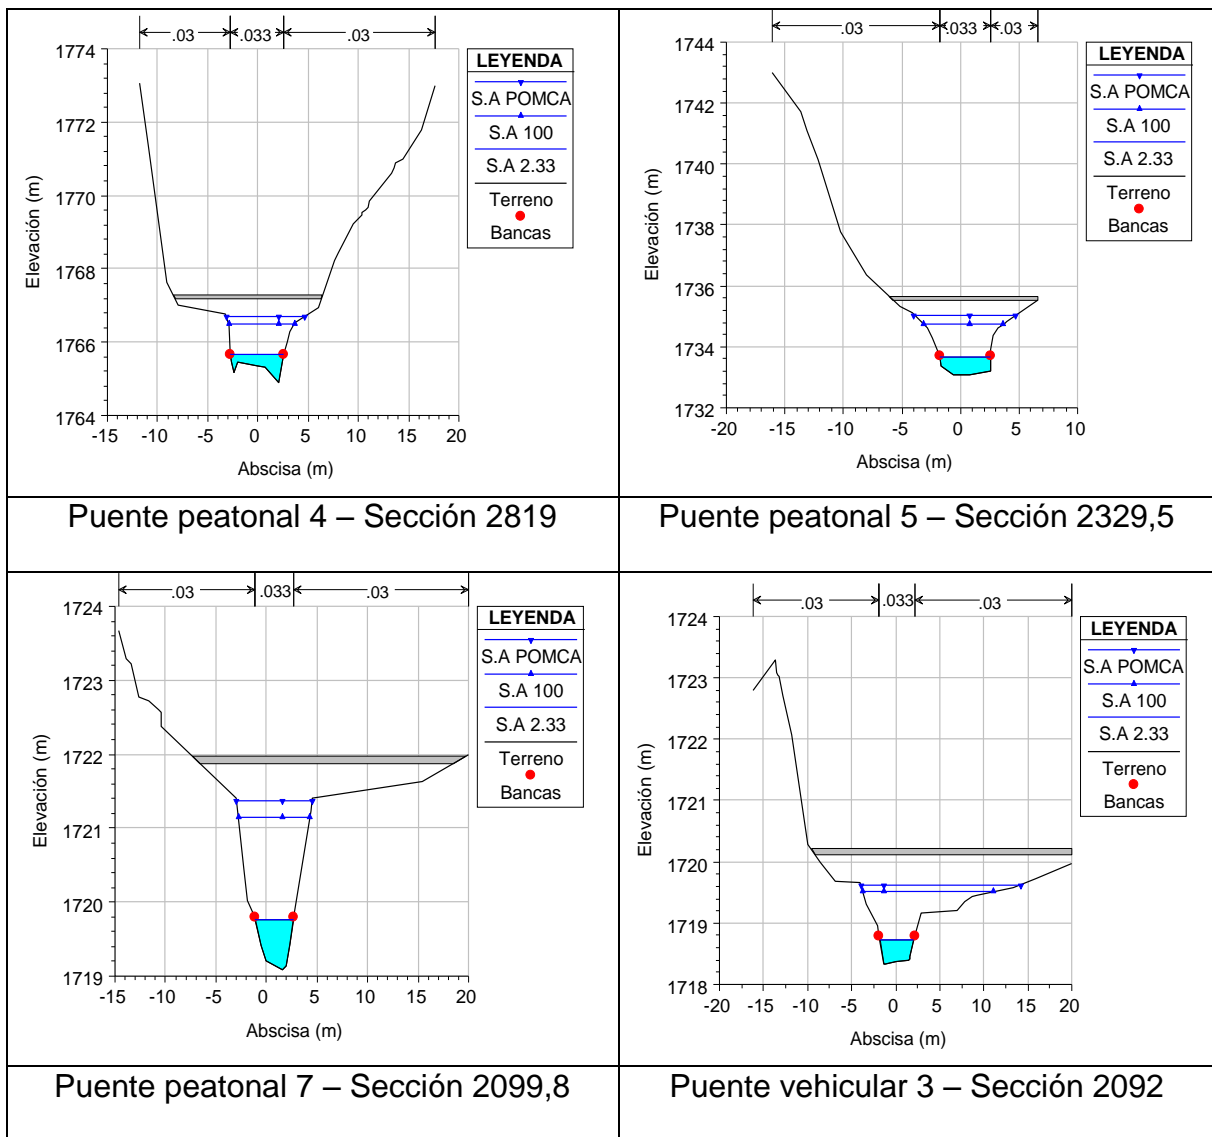 .03 .033 .03
1774
1772
1770
1768
1766
1764
-15 -10 -5 0 5 10 15 20
Elevación (m)
Abscisa (m)
LEYENDA
S.A POMCA
S.A 100
S.A 2.33
Terreno
Bancas
.03 .033 .03
1744
1742
1740
1738
1736
1734
1732
-20 -15 -10 -5 0 5 10
Elevación (m)
Abscisa (m)
LEYENDA
S.A POMCA
S.A 100
S.A 2.33
Terreno
Bancas
Puente peatonal 4 – Sección 2819
Puente peatonal 5 – Sección 2329,5
.03 .033 .03
1724
1723
1722
1721
1720
1719
-15 -10 -5 0 5 10 15 20
Elevación (m)
Abscisa (m)
LEYENDA
S.A POMCA
S.A 100
S.A 2.33
Terreno
Bancas
.03 .033 .03
1724
1723
1722
1721
1720
1719
1718
-20 -15 -10 -5 0 5 10 15 20
Elevación (m)
Abscisa (m)
LEYENDA
S.A POMCA
S.A 100
S.A 2.33
Terreno
Bancas
Puente peatonal 7 – Sección 2099,8
Puente vehicular 3 – Sección 2092